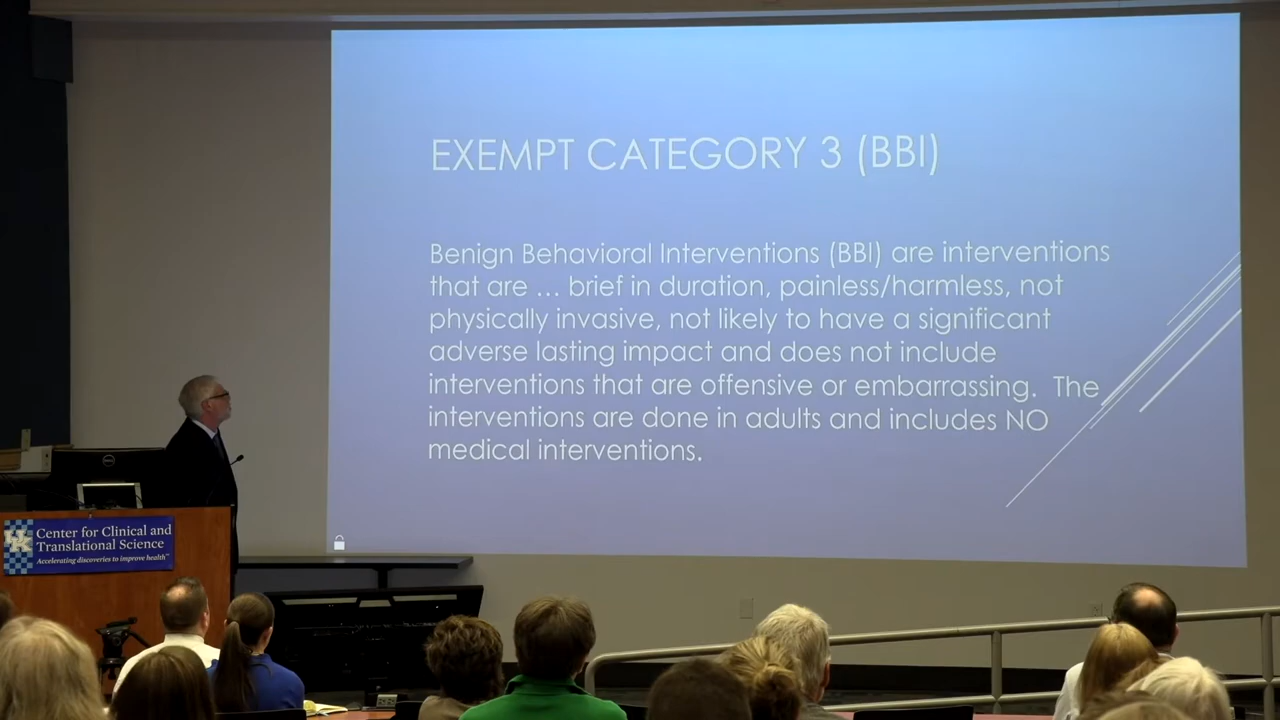 EXEMPT CATEGORY 3 (BBI)
Benign Behavioral Interventions (BBI) are interventions
that are … brief in duration, painless/harmless, not
physically invasive, not likely to have a significant
adverse lasting impact and does not include
interventions that are offensive or embarrassing. The
interventions are done in adults and includes NO
medical interventions.
UK
Center for Clinical and
Translational Science
Accelerating discoveries to improve health™
DELL